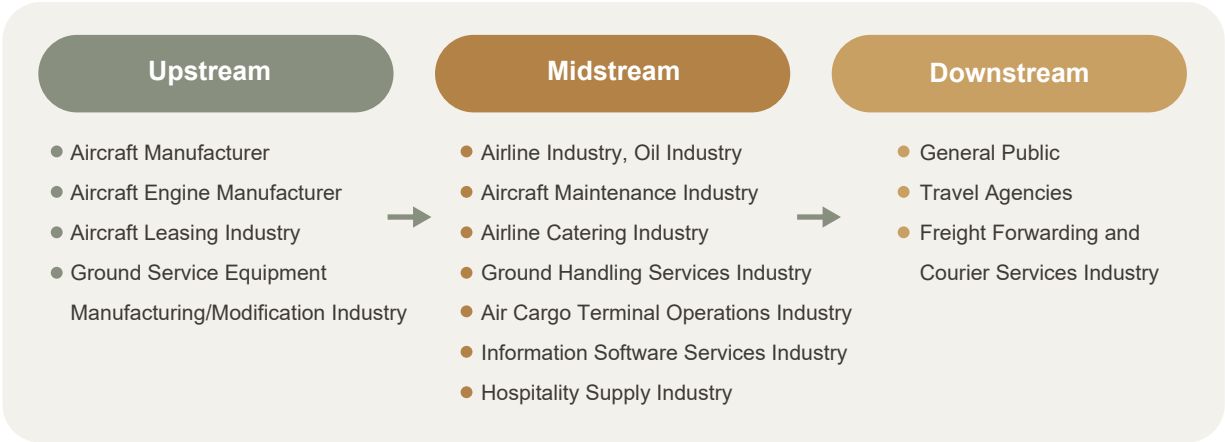 Upstream
Aircraft Manufacturer
Aircraft Engine Manufacturer
Aircraft Leasing Industry
Ground Service Equipment
Manufacturing/Modification Industry
Midstream
Airline Industry, Oil Industry
Aircraft Maintenance Industry
Airline Catering Industry
Ground Handling Services Industry
Air Cargo Terminal Operations Industry
Information Software Services Industry
Hospitality Supply Industry
Downstream
General Public
Travel Agencies
Freight Forwarding and
Courier Services Industry